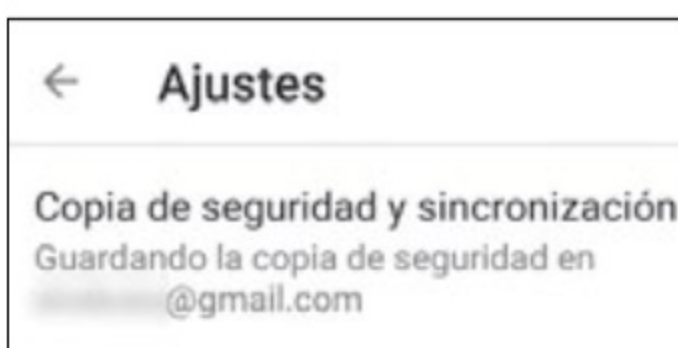 Ajustes
Copia de seguridad y sincronización
Guardando la copia de seguridad en
@gmail.com